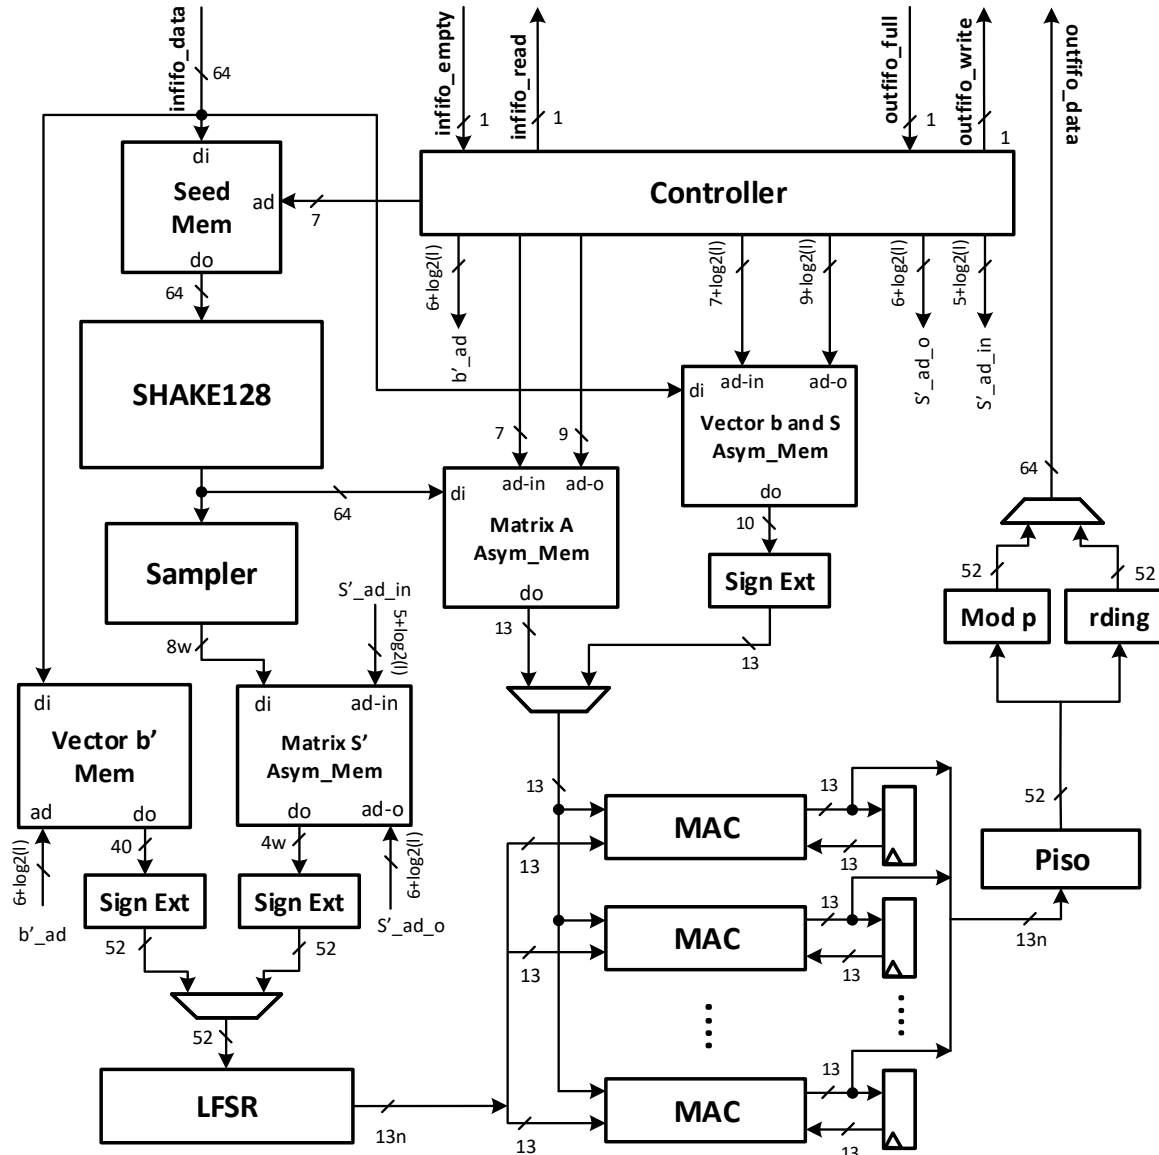 infifo_data
64
infifo_empty
1
infifo_read
1
outfifo_full
1
outfifo_write
1
outfifo_data
di
Seed
Mem
ad
do
7
Controller
64
6+log2(l)
b'_ad
7+log2(l)
9+log2(l)
6+log2(l)
S'_ad_o
5+log2(l)
S'_ad_in
SHAKE128
di
ad-in
ad-o
Vector b and S
Asym_Mem
do
7
9
64
di
ad-in
ad-o
Matrix A
Asym_Mem
do
10
Sign Ext
64
Sampler
S'_ad_in
5+log2(l)
13
13
52
52
Mod p
rding
8w
di
Vector b'
Mem
ad
do
di
ad-in
Matrix S'
Asym_Mem
do
ad-o
13
6+log2(l)
b'_ad
40
4w
6+log2(l)
S'_ad_o
Sign Ext
Sign Ext
52
52
52
LFSR
13n
13
MAC
13
13
13
MAC
13
13
13
MAC
13
13
52
Piso
13n